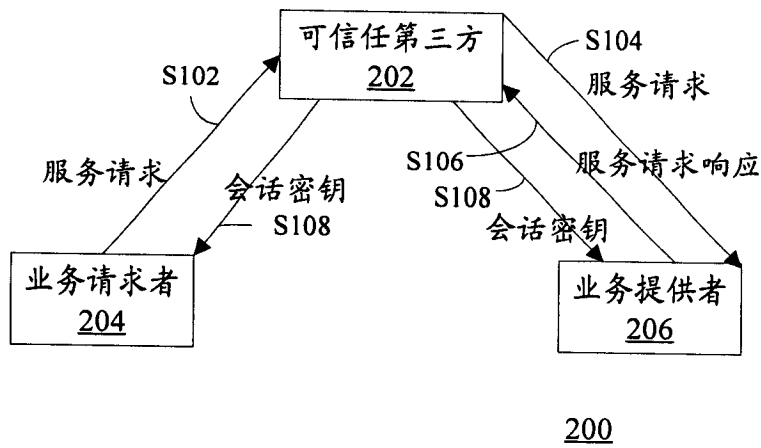 可信任第三方
202
S104
S102
服务请求
S106
服务请求响应
服务请求
会话密钥
S108
S108
会话密钥
业务请求者
204
业务提供者
206
200